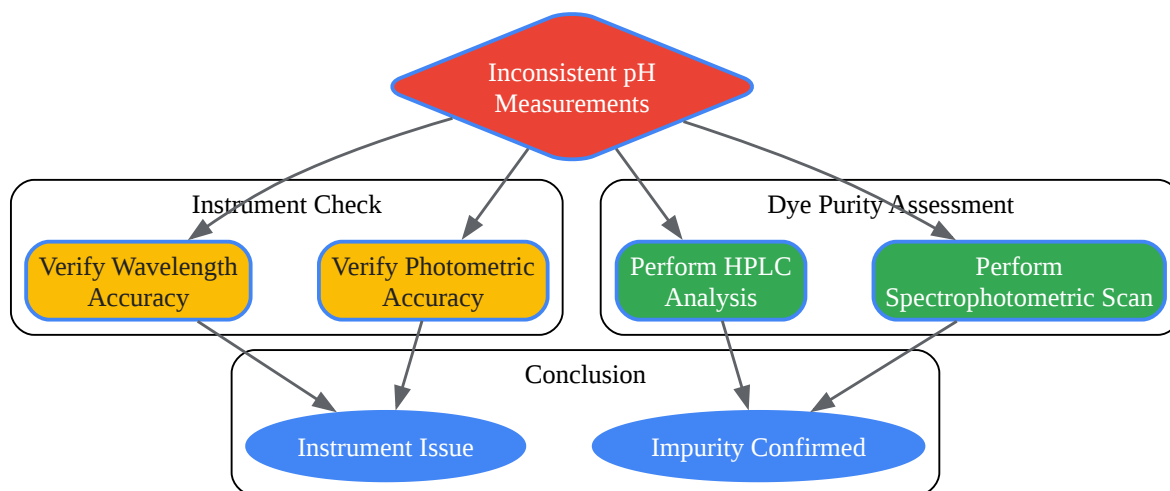 Inconsistent pH
Measurements
Instrument Check
Dye Purity Assessment
Verify Wavelength
Accuracy
Verify Photometric
Accuracy
Perform HPLC
Analysis
Perform
Spectrophotometric Scan
Conclusion
Instrument Issue
Impurity Confirmed